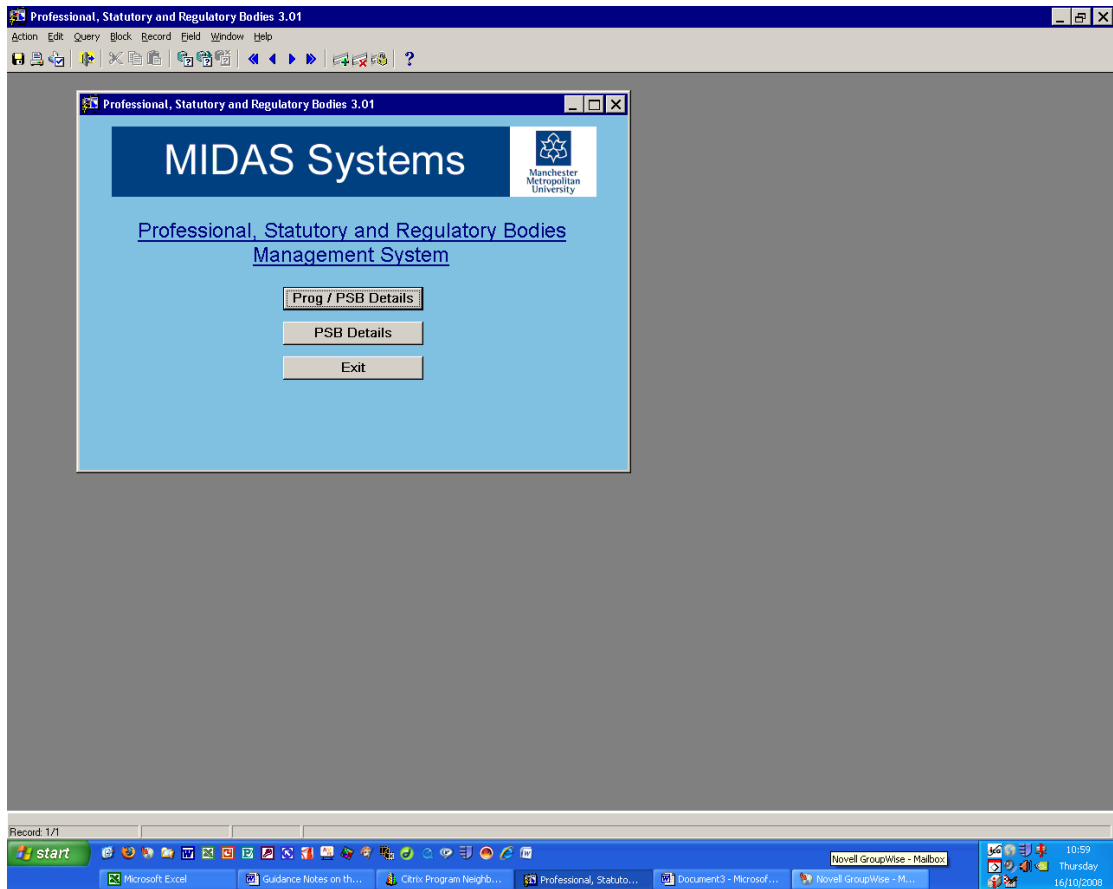 Professional, Statutory and Regulatory Bodies 3.01
Action Edit Query Block Record Field Window Help
Professional, Statutory and Regulatory Bodies 3.01
MIDAS Systems
Manchester
Metropolitan
University
Professional, Statutory and Regulatory Bodies
Management System
Prog / PSB Details
PSB Details
Exit
Record: 1/1
start
Novell GroupWise - Mailbox
10:59
Thursday
16/10/2008
Microsoft Excel
Guidance Notes on th...
Citrix Program Neighb...
Professional, Statuto...
Document3 - Microsof...
Novell GroupWise - M...